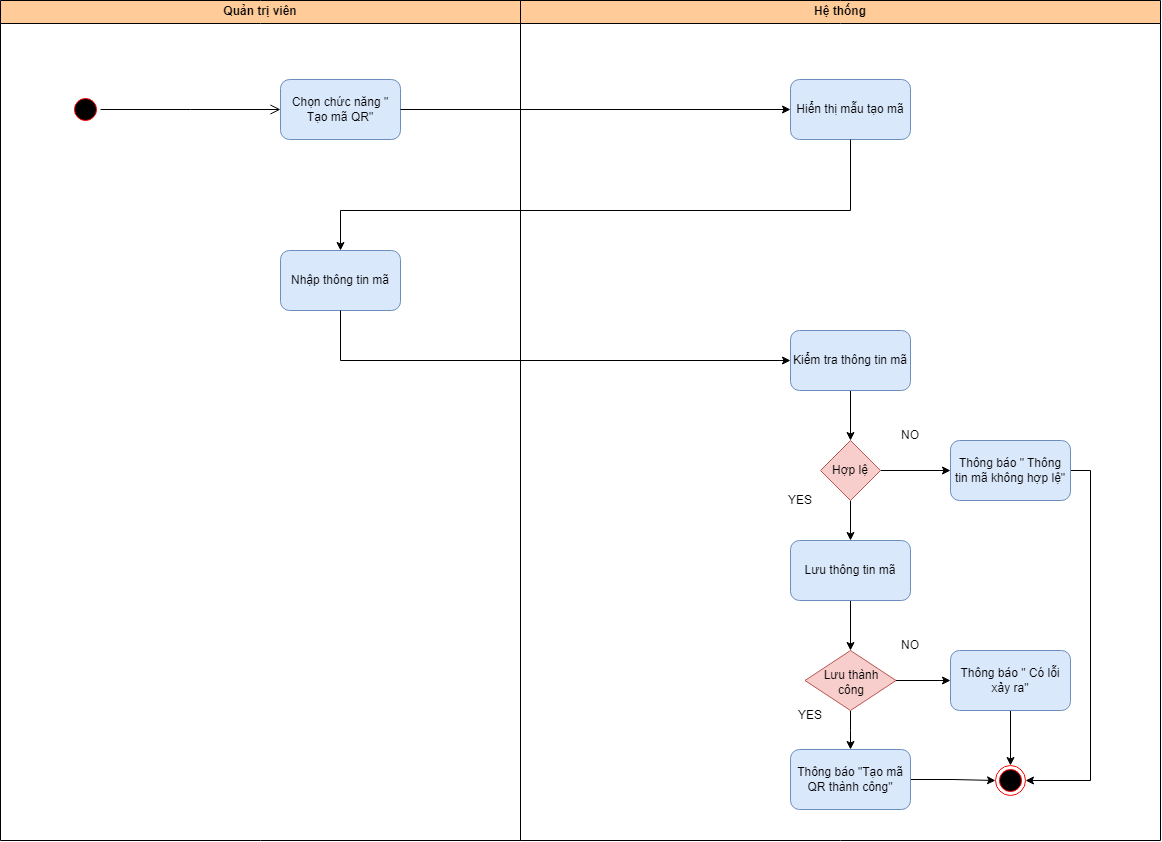 Quản trị viên
Hệ thống
Chọn chức năng "
Tạo mã QR"
Hiển thị mẫu tạo mã
Nhập thông tin mã
Kiểm tra thông tin mã
NO
Hợp lệ
Thông báo " Thông
tin mã không hợp lệ"
YES
Lưu thông tin mã
NO
Lưu thành
công
Thông báo " Có lỗi
xảy ra"
YES
Thông báo "Tạo mã
QR thành công"